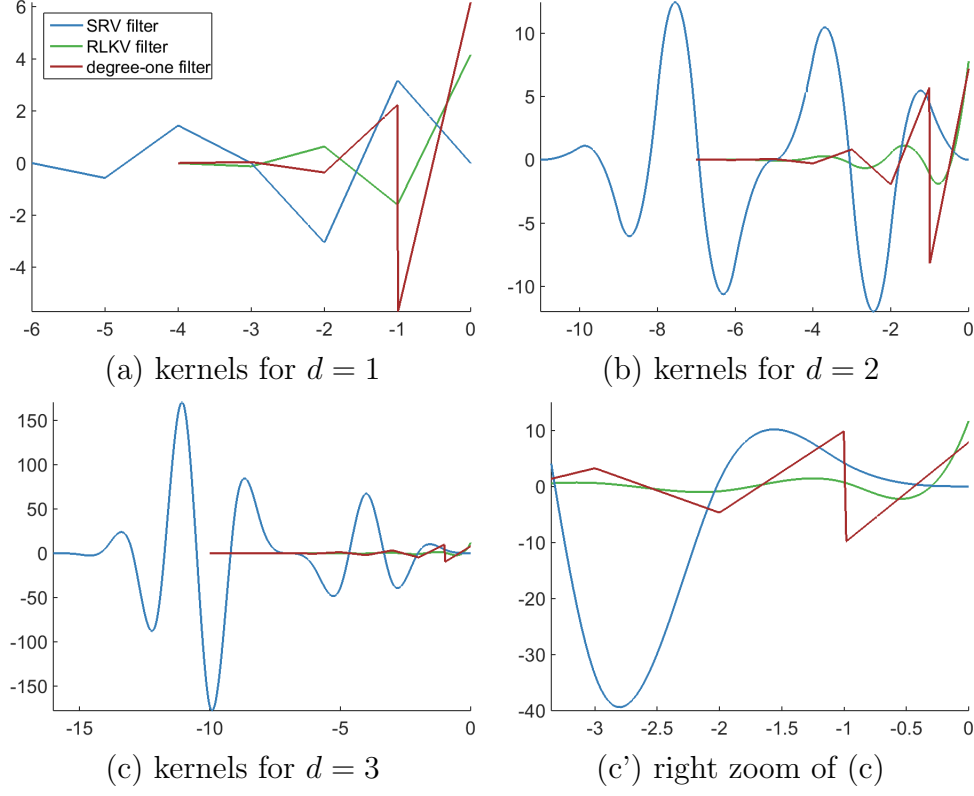 6
4
2
0
-2
-4
SRV filter
RLKV filter
degree-one filter
-6 -5 -4 -3 -2 -1 0
(a) kernels for d = 1
10
5
0
-5
-10
-10 -8 -6 -4 -2 0
(b) kernels for d = 2
150
100
50
0
-50
-100
-150
-15 -10 -5 0
(c) kernels for d = 3
10
0
-10
-20
-30
-40
-3 -2.5 -2 -1.5 -1 -0.5 0
(c') right zoom of (c)